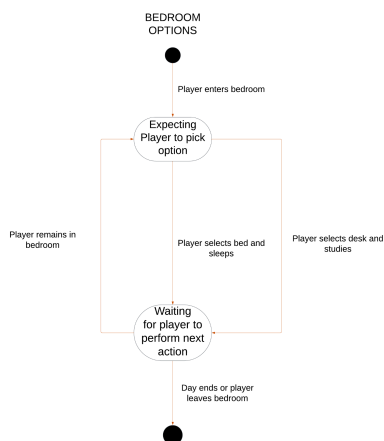 BEDROOM
OPTIONS
Player enters bedroom
Expecting
Player to pick
option
Player remains in
bedroom
Player selects bed and
sleeps
Player selects desk and
studies
Waiting
for player to
perform next
action
Day ends or player
leaves bedroom